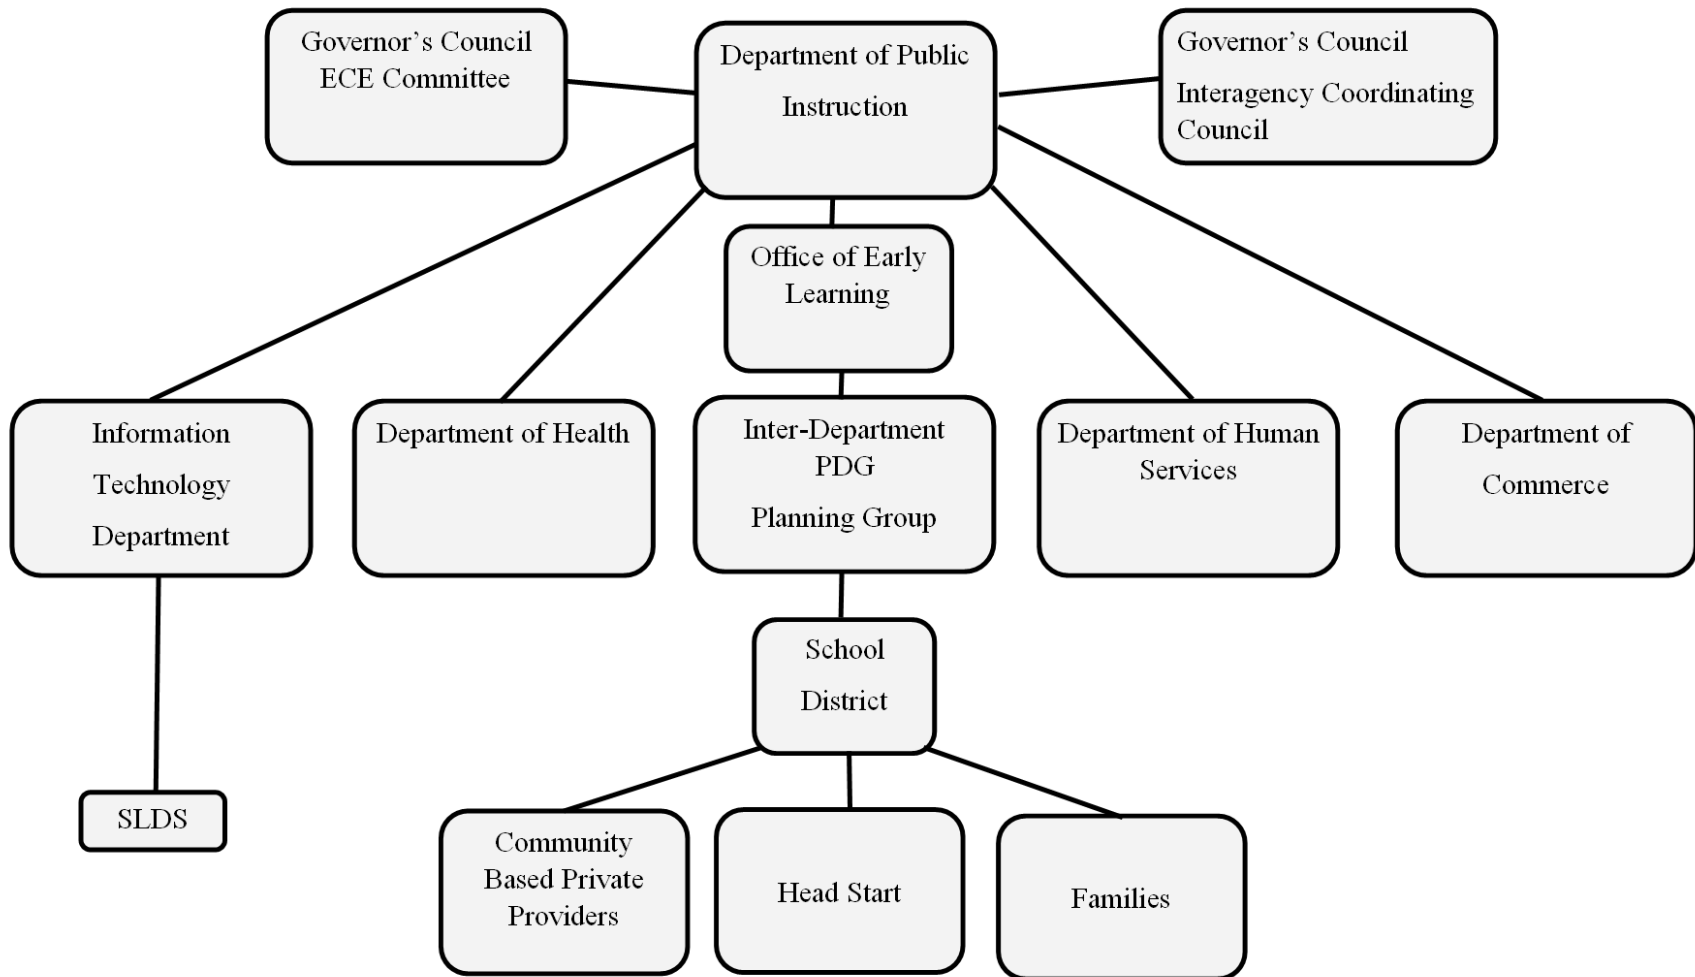 Governor’s Council
ECE Committee
Department of Public
Instruction
Governor’s Council
Interagency Coordinating
Council
Office of Early
Learning
Information
Technology
Department
Department of Health
Inter-Department
PDG
Planning Group
Department of Human
Services
Department of
Commerce
School
District
SLDS
Community
Based Private
Providers
Head Start
Families